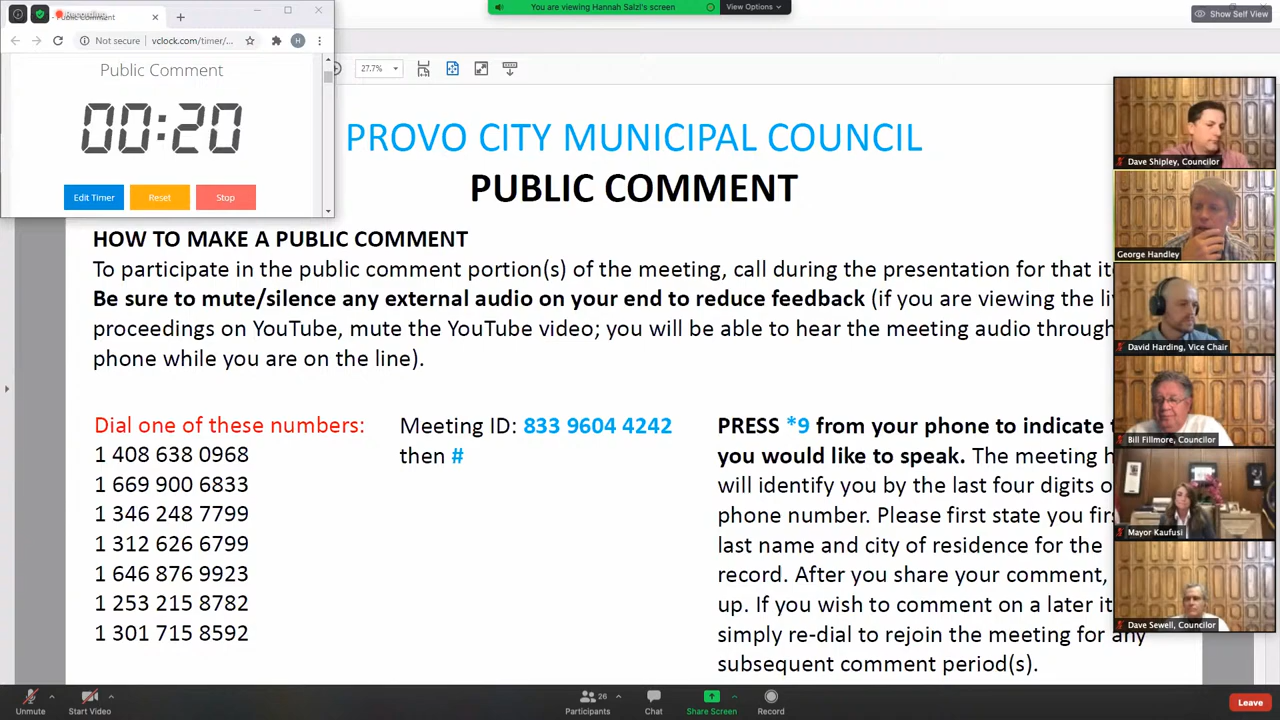 Recording
- Public Comment
You are viewing Hannah Salzl's screen
View Options
Show Self View
Not secure
vclock.com/timer/...
H
Public Comment
00:20
Edit Timer
Reset
Stop
27.7%
PROVO CITY MUNICIPAL COUNCIL
PUBLIC COMMENT
HOW TO MAKE A PUBLIC COMMENT
To participate in the public comment portion(s) of the meeting, call during the presentation for that ite
Be sure to mute/silence any external audio on your end to reduce feedback (if you are viewing the li
proceedings on YouTube, mute the YouTube video; you will be able to hear the meeting audio through
phone while you are on the line).
Dial one of these numbers:
1 408 638 0968
1 669 900 6833
1 346 248 7799
1 312 626 6799
1 646 876 9923
1 253 215 8782
1 301 715 8592
Meeting ID: 833 9604 4242
then #
PRESS *9 from your phone to indicate
you would like to speak. The meeting h
will identify you by the last four digits o
phone number. Please first state you fir
last name and city of residence for the
record. After you share your comment,
up. If you wish to comment on a later it
simply re-dial to rejoin the meeting for any
subsequent comment period(s).
Dave Shipley, Councilor
George Handley
David Harding, Vice Chair
Bill Fillmore, Councilor
Mayor Kaufusi
Dave Sewell, Councilor
Unmute
Start Video
26
Participants
Chat
Share Screen
Record
Leave